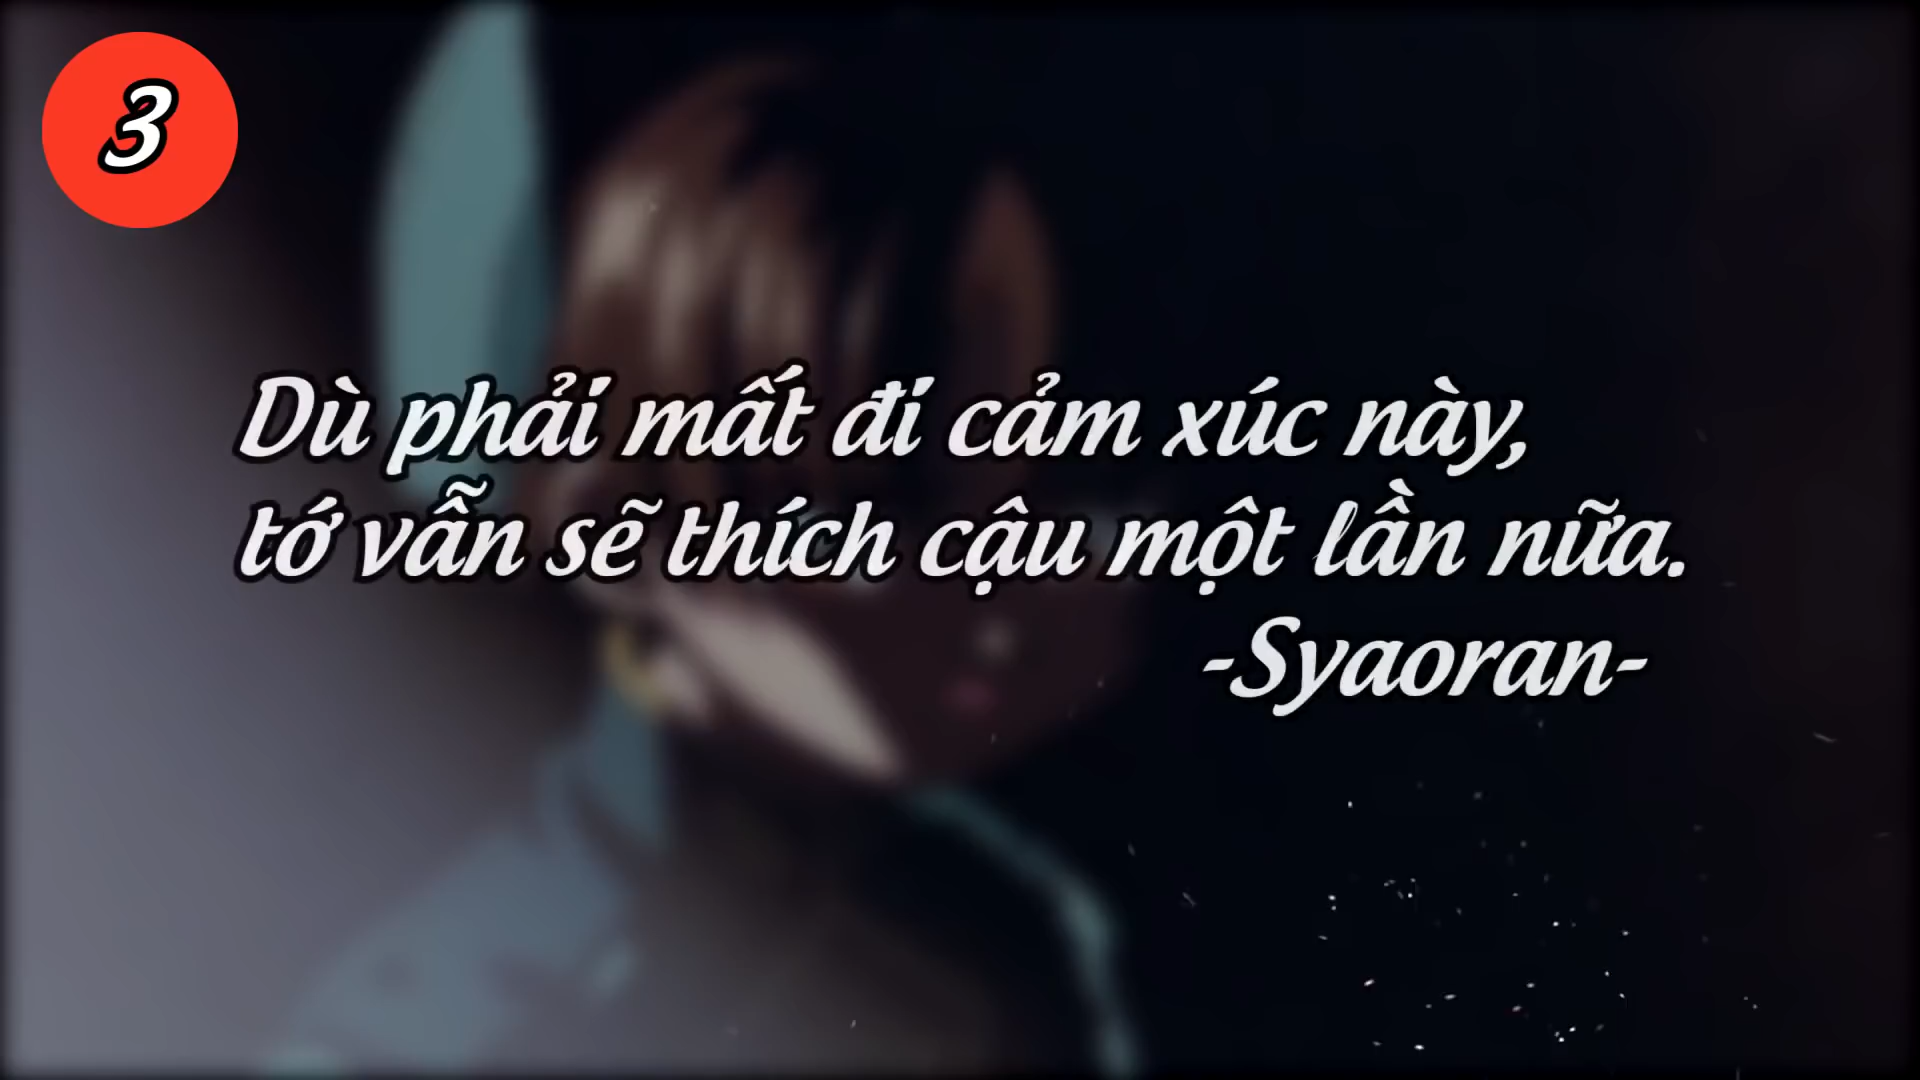 3
Dù phải mất đi cảm xúc này,
tớ vẫn sẽ thích cậu một lần nữa.
-Syaoran-